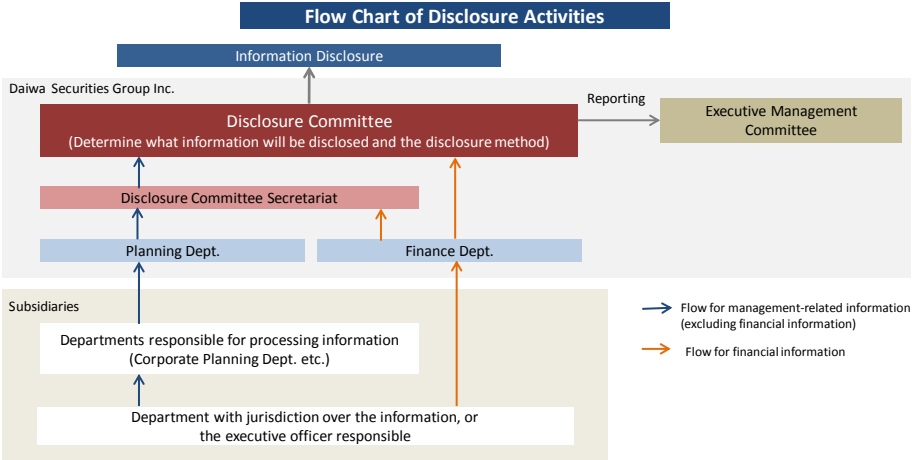 Flow Chart of Disclosure Activities
Information Disclosure
Daiwa Securities Group Inc.
Disclosure Committee
(Determine what information will be disclosed and the disclosure method)
Reporting
Executive Management
Committee
Disclosure Committee Secretariat
Planning Dept.
Finance Dept.
Subsidiaries
Departments responsible for processing information
(Corporate Planning Dept. etc.)
Department with jurisdiction over the information, or
the executive officer responsible
Flow for management-related information
(excluding financial information)
Flow for financial information